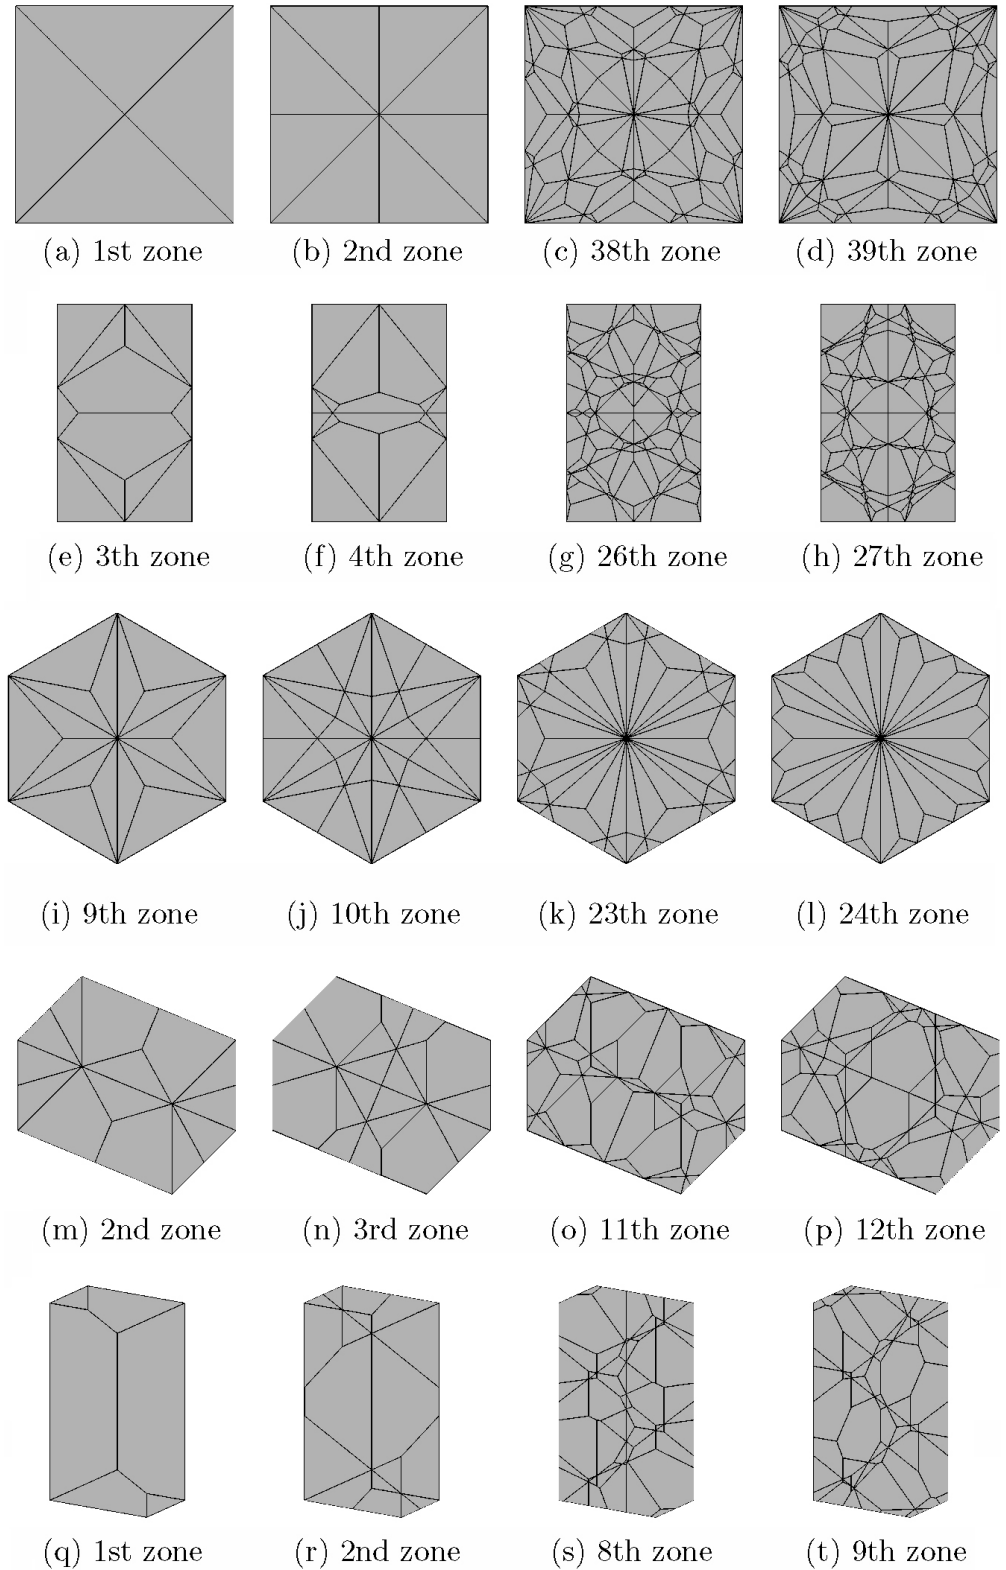 (a) 1st zone (b) 2nd zone (c) 38th zone (d) 39th zone
(e) 3th zone (f) 4th zone (g) 26th zone (h) 27th zone
(i) 9th zone (j) 10th zone (k) 23th zone (l) 24th zone
(m) 2nd zone (n) 3rd zone (o) 11th zone (p) 12th zone
(q) 1st zone (r) 2nd zone (s) 8th zone (t) 9th zone